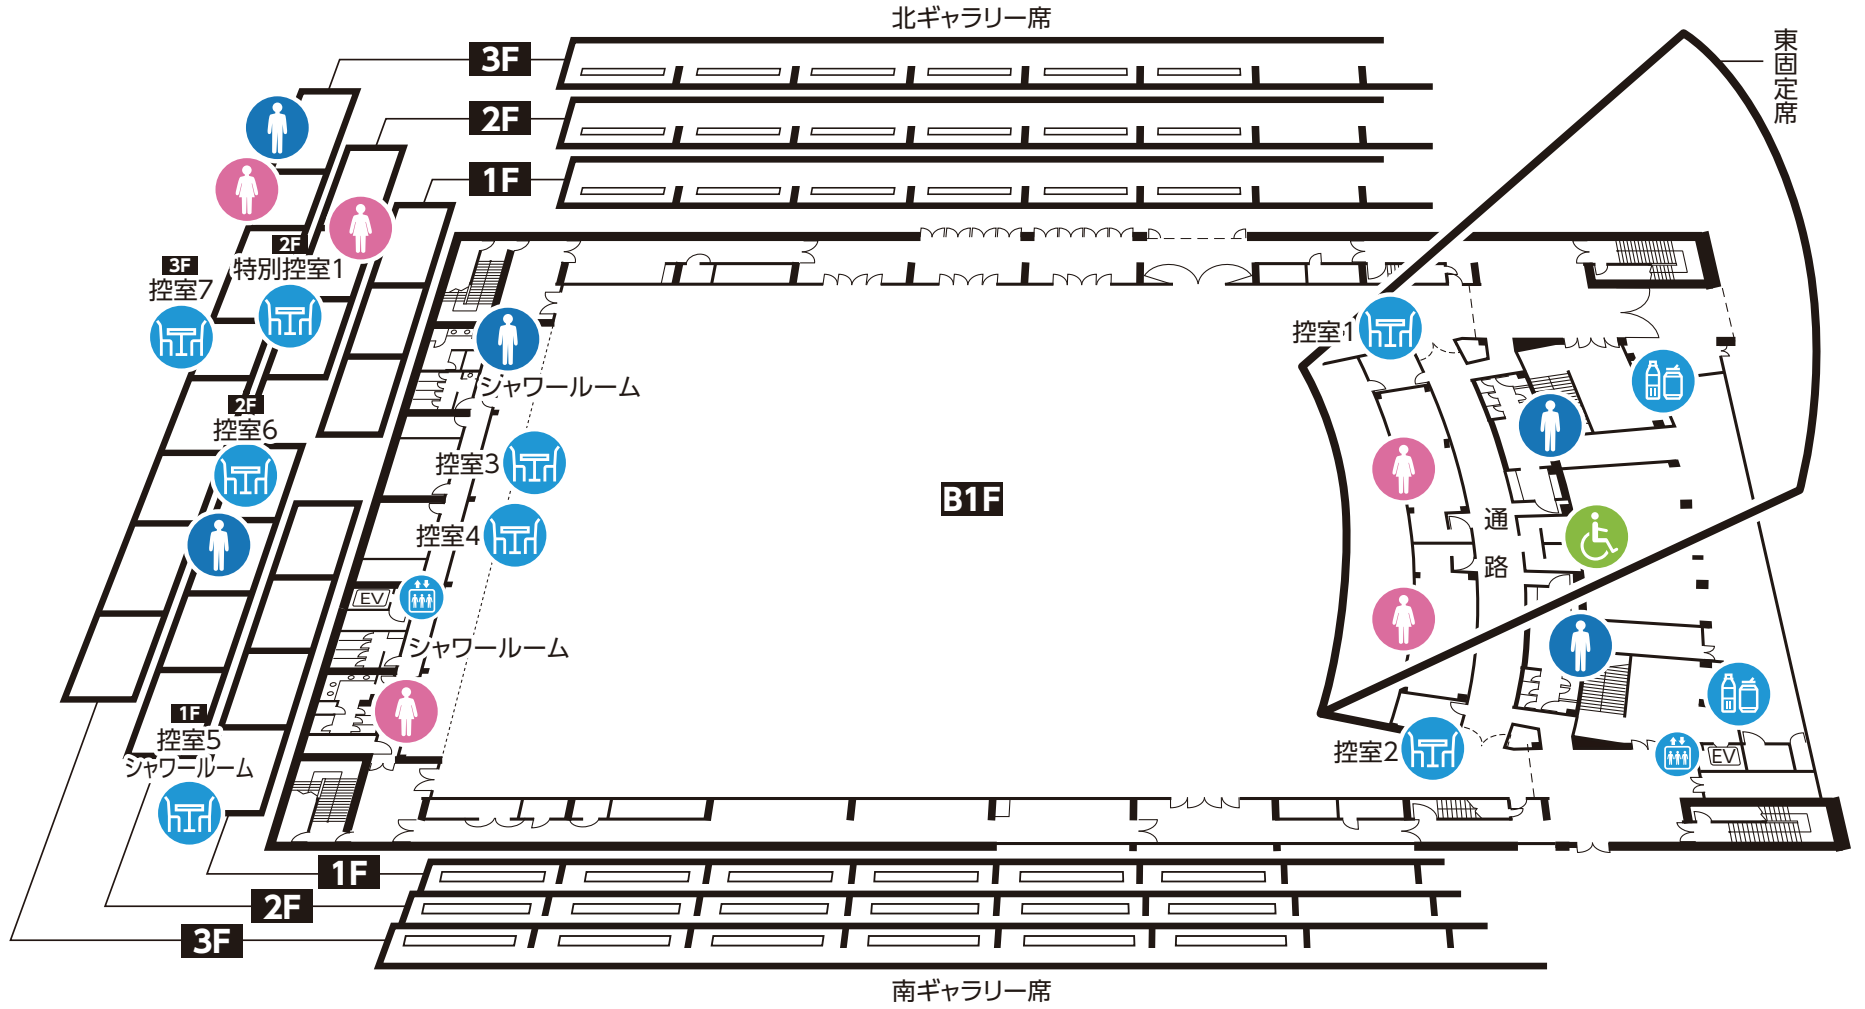 北ギャラリー席
3F
2F
1F
東固定席
2F
特別控室1
3F
控室7
控室1
シャワールーム
2F
控室6
控室3
B1F
控室4
通路
EV
シャワールーム
1F
控室5
シャワールーム
控室2
EV
1F
2F
3F
南ギャラリー席